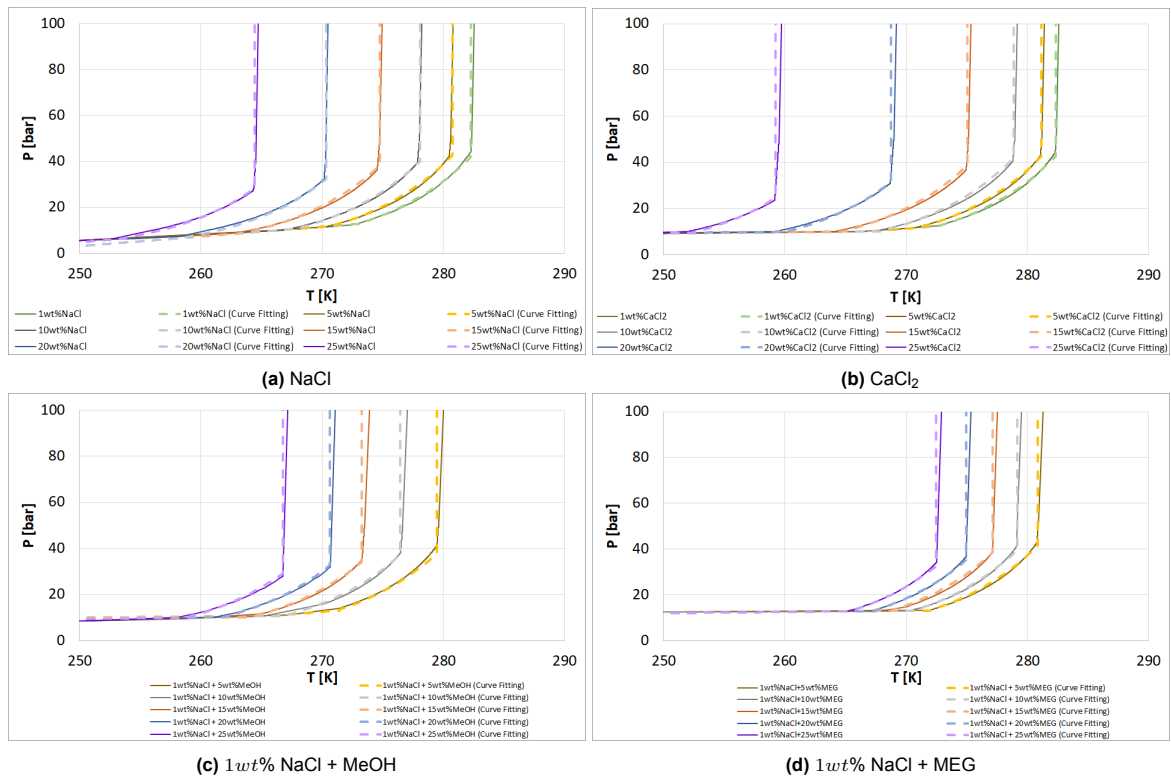 100
80
60
40
20
0
P [bar]
250 260 270 280 290
T [K]
1wt%NaCl 1wt%NaCl (Curve Fitting) 5wt%NaCl 5wt%NaCl (Curve Fitting)
10wt%NaCl 10wt%NaCl (Curve Fitting) 15wt%NaCl 15wt%NaCl (Curve Fitting)
20wt%NaCl 20wt%NaCl (Curve Fitting) 25wt%NaCl 25wt%NaCl (Curve Fitting)
(a) NaCl
100
80
60
40
20
0
P [bar]
250 260 270 280 290
T [K]
1wt%CaCl2 1wt%CaCl2 (Curve Fitting) 5wt%CaCl2 5wt%CaCl2 (Curve Fitting)
10wt%CaCl2 10wt%CaCl2 (Curve Fitting) 15wt%CaCl2 15wt%CaCl2 (Curve Fitting)
20wt%CaCl2 20wt%CaCl2 (Curve Fitting) 25wt%CaCl2 25wt%CaCl2 (Curve Fitting)
(b) CaCl₂
100
80
60
40
20
0
P [bar]
250 260 270 280 290
T [K]
1wt%NaCl + 5wt%MeOH 1wt%NaCl + 5wt%MeOH (Curve Fitting)
1wt%NaCl + 10wt%MeOH 1wt%NaCl + 10wt%MeOH (Curve Fitting)
1wt%NaCl + 15wt%MeOH 1wt%NaCl + 15wt%MeOH (Curve Fitting)
1wt%NaCl + 20wt%MeOH 1wt%NaCl + 20wt%MeOH (Curve Fitting)
1wt%NaCl + 25wt%MeOH 1wt%NaCl + 25wt%MeOH (Curve Fitting)
(c) 1wt% NaCl + MeOH
100
80
60
40
20
0
P [bar]
250 260 270 280 290
T [K]
1wt%NaCl+5wt%MEG 1wt%NaCl + 5wt%MEG (Curve Fitting)
1wt%NaCl+10wt%MEG 1wt%NaCl + 10wt%MEG (Curve Fitting)
1wt%NaCl+15wt%MEG 1wt%NaCl + 15wt%MEG (Curve Fitting)
1wt%NaCl+20wt%MEG 1wt%NaCl + 20wt%MEG (Curve Fitting)
1wt%NaCl+25wt%MEG 1wt%NaCl + 25wt%MEG (Curve Fitting)
(d) 1wt% NaCl + MEG